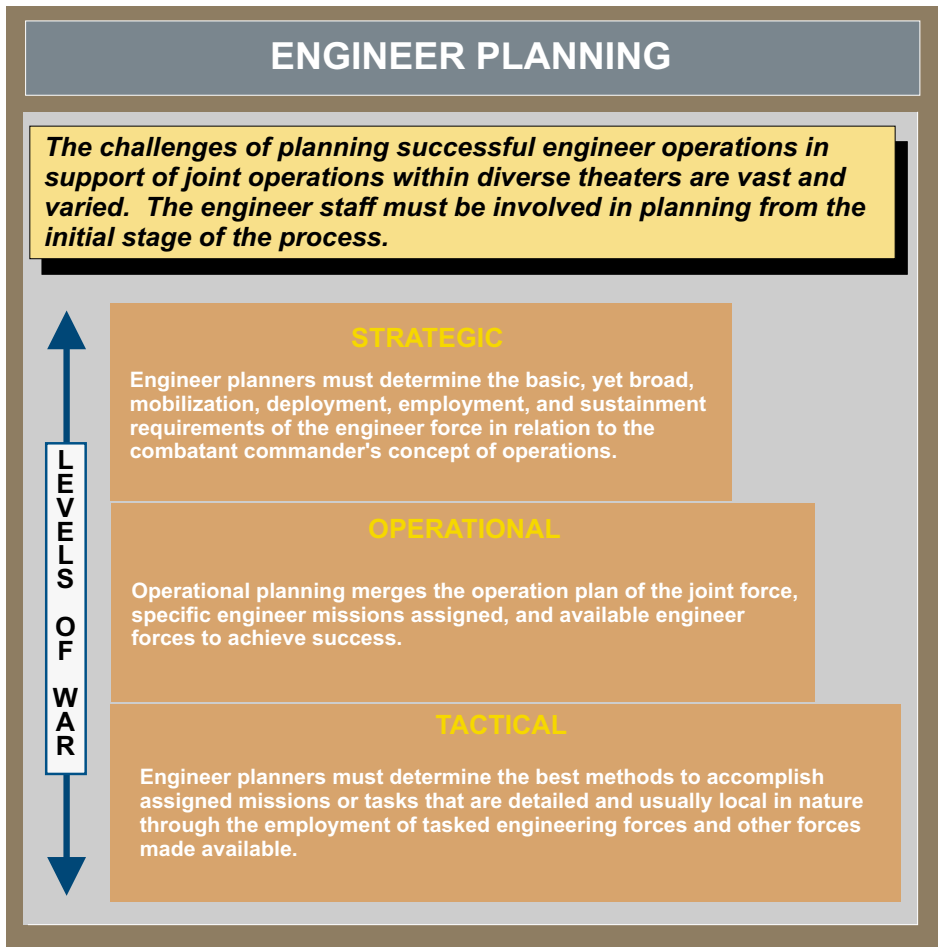 ENGINEER PLANNING
The challenges of planning successful engineer operations in
support of joint operations within diverse theaters are vast and
varied.  The engineer staff must be involved in planning from the
initial stage of the process.
LEVELS OF WAR
STRATEGIC
Engineer planners must determine the basic, yet broad,
mobilization, deployment, employment, and sustainment
requirements of the engineer force in relation to the
combatant commander's concept of operations.
OPERATIONAL
Operational planning merges the operation plan of the joint force,
specific engineer missions assigned, and available engineer
forces to achieve success.
TACTICAL
Engineer planners must determine the best methods to accomplish
assigned missions or tasks that are detailed and usually local in nature
through the employment of tasked engineering forces and other forces
made available.